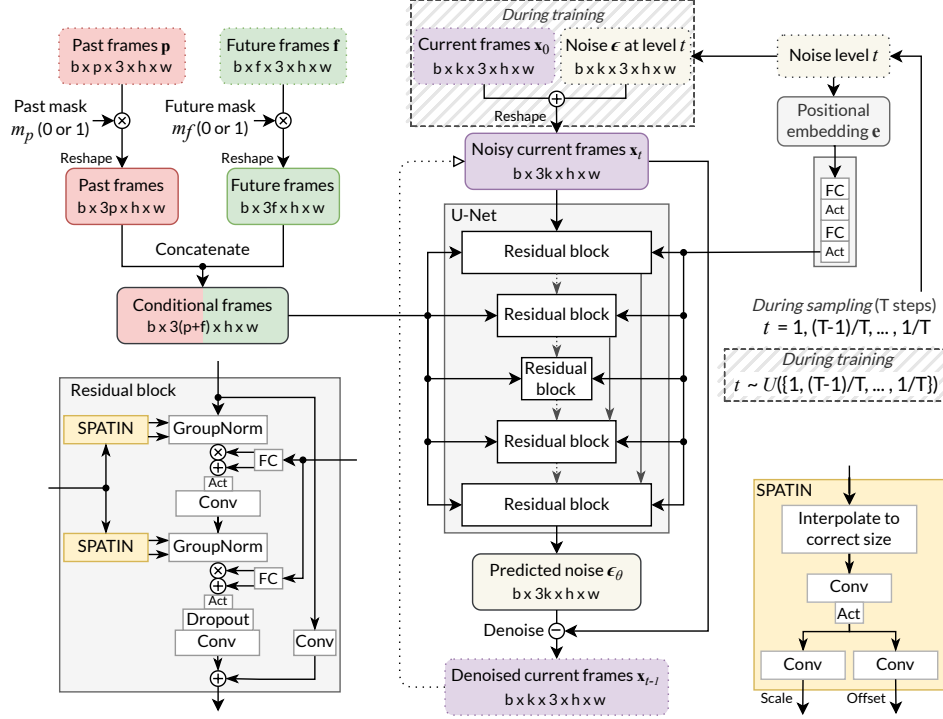 Past frames p
b x p x 3 x h x w
Future frames f
b x f x 3 x h x w
Past mask
mp (0 or 1)
Future mask
mf (0 or 1)
Reshape
Reshape
Past frames
b x 3p x h x w
Future frames
b x 3f x h x w
Concatenate
Conditional frames
b x 3(p+f) x h x w
During training
Current frames x0
b x k x 3 x h x w
Noise ϵ at level t
b x k x 3 x h x w
Reshape
Noisy current frames xt
b x 3k x h x w
U-Net
Residual block
Residual block
Residual
block
Residual block
Residual block
Predicted noise ϵθ
b x 3k x h x w
Denoise
Denoised current frames xt-1
b x k x 3 x h x w
Noise level t
Positional
embedding e
FC
Act
FC
Act
During sampling (T steps)
t = 1, (T-1)/T, ... , 1/T
During training
t ~ U({1, (T-1)/T, ... , 1/T})
Residual block
SPATIN
GroupNorm
FC
Act
Conv
SPATIN
GroupNorm
FC
Act
Dropout
Conv
Conv
SPATIN
Interpolate to
correct size
Conv
Act
Conv
Conv
Scale
Offset